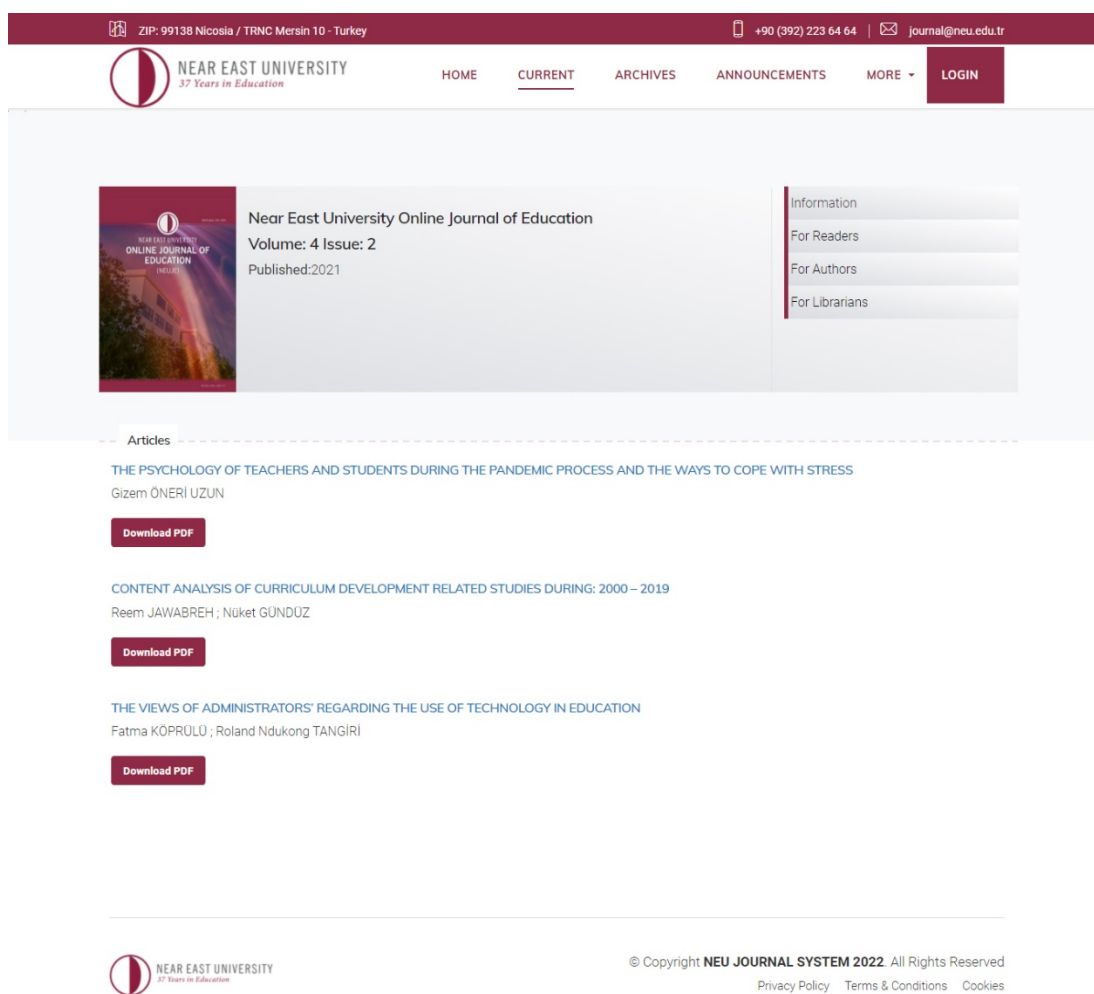 ZIP: 99138 Nicosia / TRNC Mersin 10 - Turkey
+90 (392) 223 64 64 | journal@neu.edu.tr
NEAR EAST UNIVERSITY
37 Years in Education
HOME CURRENT ARCHIVES ANNOUNCEMENTS MORE LOGIN
NEAR EAST UNIVERSITY
ONLINE JOURNAL OF
EDUCATION
(NEUJE)
Near East University Online Journal of Education
Volume: 4 Issue: 2
Published:2021
Information
For Readers
For Authors
For Librarians
Articles
THE PSYCHOLOGY OF TEACHERS AND STUDENTS DURING THE PANDEMIC PROCESS AND THE WAYS TO COPE WITH STRESS
Gizem ÖNERİ UZUN
Download PDF
CONTENT ANALYSIS OF CURRICULUM DEVELOPMENT RELATED STUDIES DURING: 2000 – 2019
Reem JAWABREH ; Nüket GÜNDÜZ
Download PDF
THE VIEWS OF ADMINISTRATORS' REGARDING THE USE OF TECHNOLOGY IN EDUCATION
Fatma KÖPRÜLÜ ; Roland Ndukong TANGİRİ
Download PDF
NEAR EAST UNIVERSITY
37 Years in Education
© Copyright NEU JOURNAL SYSTEM 2022. All Rights Reserved
Privacy Policy Terms & Conditions Cookies